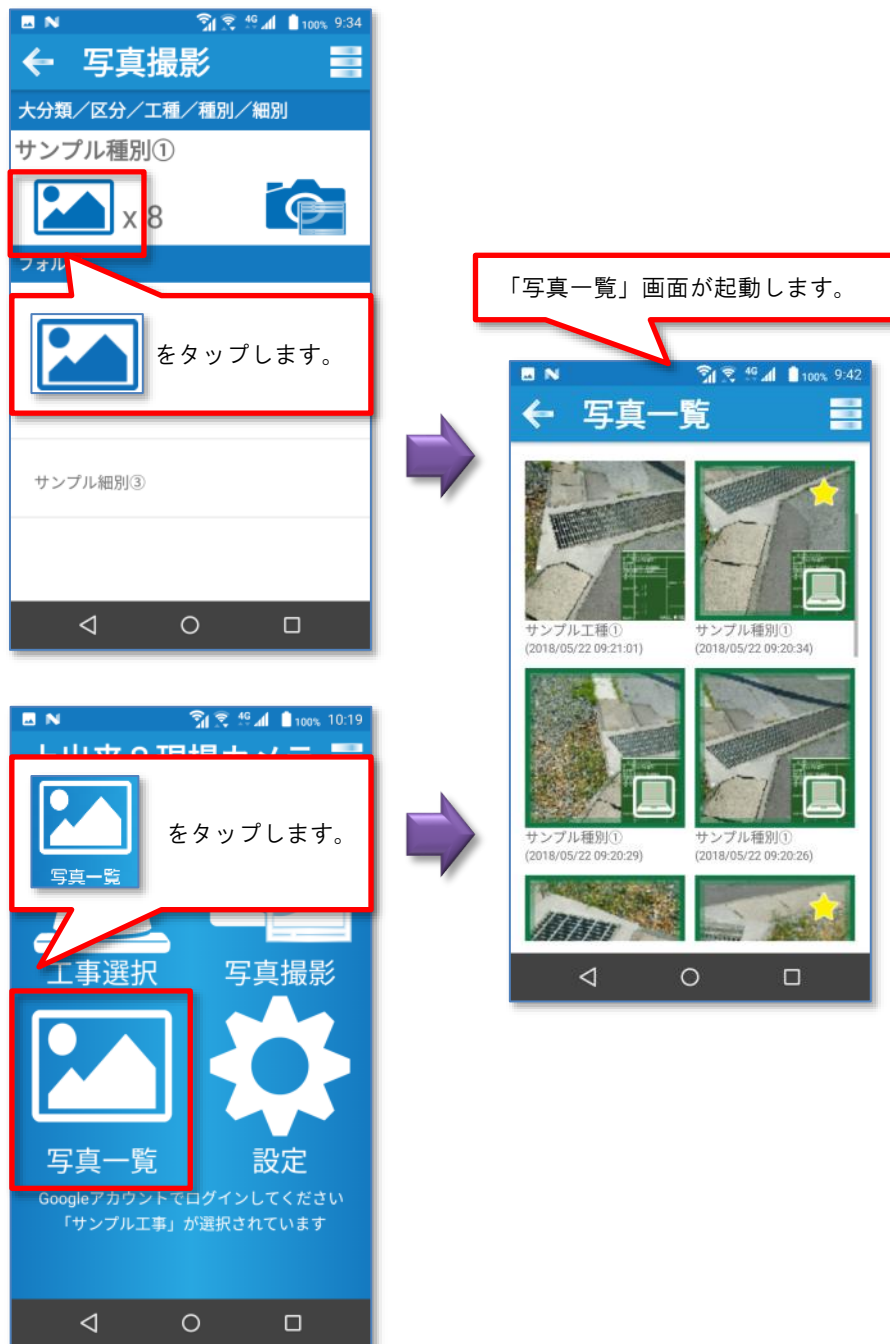 100% 9:34
写真撮影
大分類／区分／工種／種別／細別
サンプル種別①
x 8
フォル
をタップします。
サンプル細別③
「写真一覧」画面が起動します。
100% 9:42
写真一覧
サンプル工種①
(2018/05/22 09:21:01)
サンプル種別①
(2018/05/22 09:20:34)
サンプル種別①
(2018/05/22 09:20:29)
サンプル種別①
(2018/05/22 09:20:26)
4G 100% 10:19
写真一覧
をタップします。
工事選択
写真撮影
写真一覧
設定
Googleアカウントでログインしてください
「サンプル工事」が選択されています